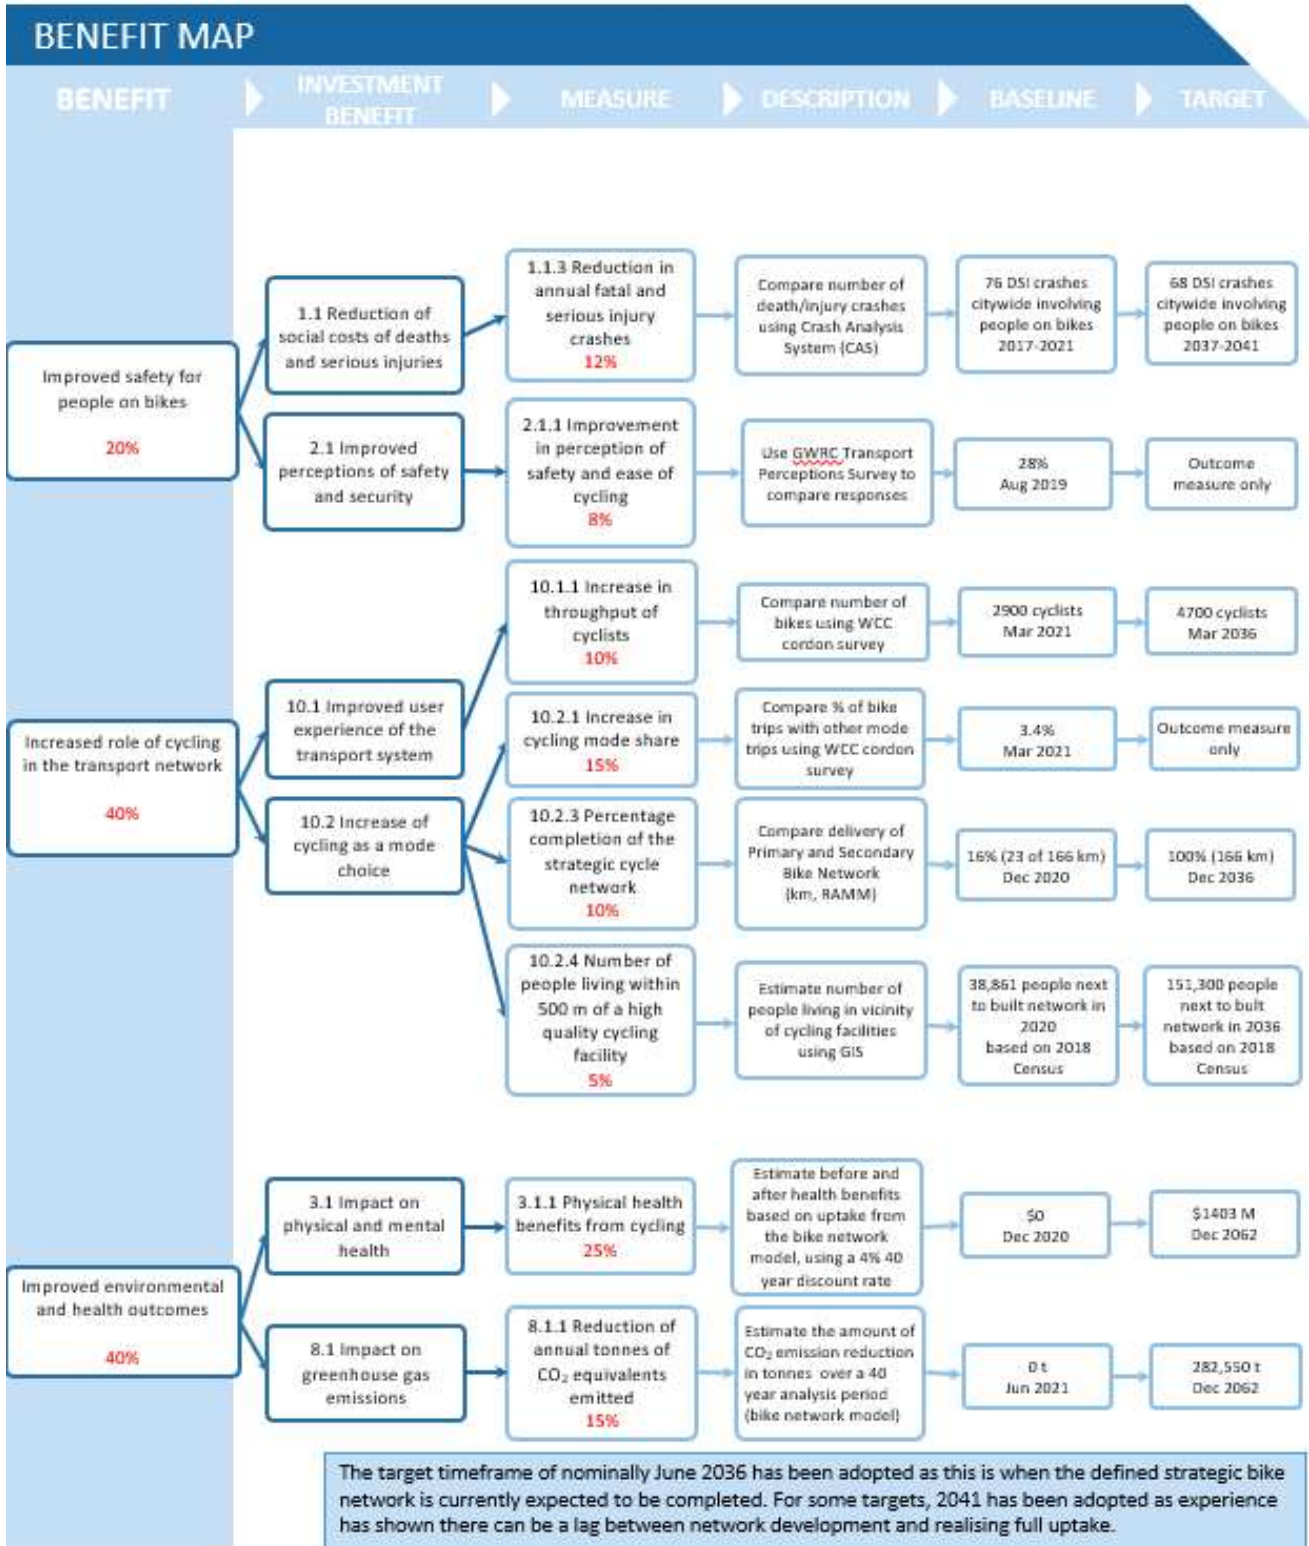 BENEFIT MAP
BENEFIT
INVESTMENT
BENEFIT
MEASURE
DESCRIPTION
BASELINE
TARGET
Improved safety for
people on bikes
20%
1.1 Reduction of
social costs of deaths
and serious injuries
1.1.3 Reduction in
annual fatal and
serious injury
crashes
12%
Compare number of
death/injury crashes
using Crash Analysis
System (CAS)
76 DSI crashes
citywide involving
people on bikes
2017-2021
68 DSI crashes
citywide involving
people on bikes
2037-2041
2.1 Improved
perceptions of safety
and security
2.1.1 Improvement
in perception of
safety and ease of
cycling
8%
Use GWRC Transport
Perceptions Survey to
compare responses
28%
Aug 2019
Outcome
measure only
Increased role of cycling
in the transport network
40%
10.1 Improved user
experience of the
transport system
10.1.1 Increase in
throughput of
cyclists
10%
Compare number of
bikes using WCC
cordon survey
2900 cyclists
Mar 2021
4700 cyclists
Mar 2036
10.2 Increase of
cycling as a mode
choice
10.2.1 Increase in
cycling mode share
15%
Compare % of bike
trips with other mode
trips using WCC cordon
survey
3.4%
Mar 2021
Outcome measure
only
10.2.3 Percentage
completion of the
strategic cycle
network
10%
Compare delivery of
Primary and Secondary
Bike Network
(km, RAMM)
16% (23 of 166 km)
Dec 2020
100% (166 km)
Dec 2036
10.2.4 Number of
people living within
500 m of a high
quality cycling
facility
5%
Estimate number of
people living in vicinity
of cycling facilities
using GIS
38,861 people next
to built network in
2020
based on 2018
Census
151,300 people
next to bult
network in 2036
based on 2018
Census
Improved environmental
and health outcomes
40%
3.1 Impact on
physical and mental
health
3.1.1 Physical health
benefits from cycling
25%
Estimate before and
after health benefits
based on uptake from
the bike network
model, using a 4% 40
year discount rate
$0
Dec 2020
$1403 M
Dec 2062
8.1 Impact on
greenhouse gas
emissions
8.1.1 Reduction of
annual tonnes of
CO₂ equivalents
emitted
15%
Estimate the amount of
CO₂ emission reduction
in tonnes over a 40
year analysis period
(bike network model)
0 t
Jun 2021
282,550 t
Dec 2062
The target timeframe of nominally June 2036 has been adopted as this is when the defined strategic bike
network is currently expected to be completed. For some targets, 2041 has been adopted as experience
has shown there can be a lag between network development and realising full uptake.